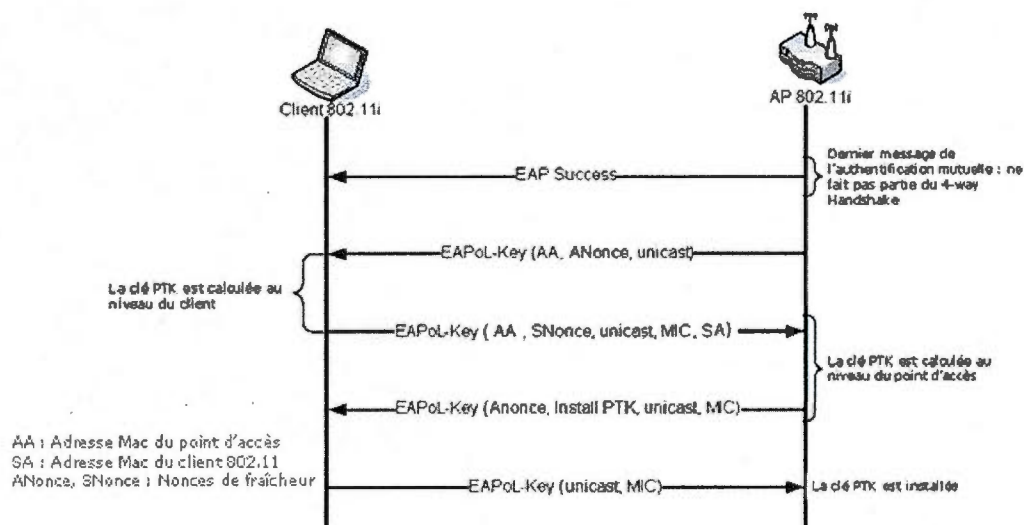 Client 802.11i
AP 802.11i
EAP Success
Dernier message de
l'authentification mutuelle : ne
fait pas partie du 4-way
Handshake
EAPoL-Key (AA, ANonce, unicast)
La clé PTK est calculée au
niveau du client
EAPoL-Key ( AA , SNonce, unicast, MIC, SA)
La clé PTK est calculée au
niveau du point d'accès
EAPoL-Key (Anonce, Install PTK, unicast, MIC)
AA : Adresse Mac du point d'accès
SA : Adresse Mac du client 802.11
ANonce, SNonce : Nonces de fraîcheur
EAPoL-Key (unicast, MIC)
La clé PTK est installée